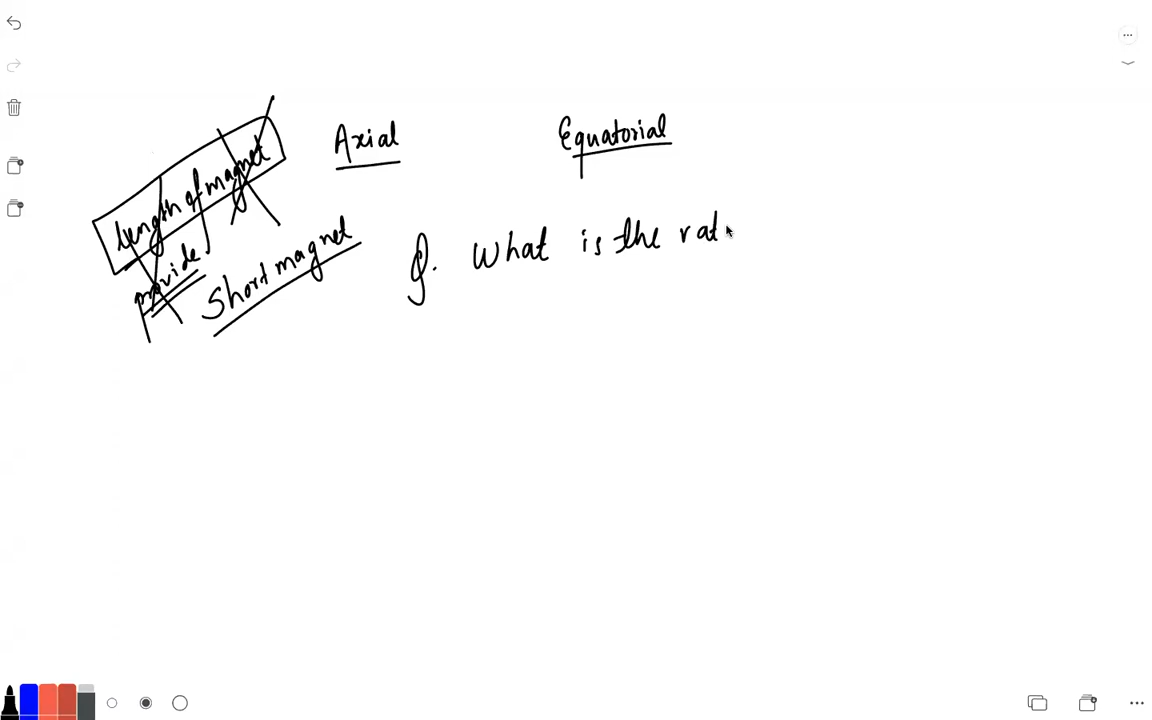 Axial
Equatorial
length of magnet
provide
Short magnet
Q. What is the rat